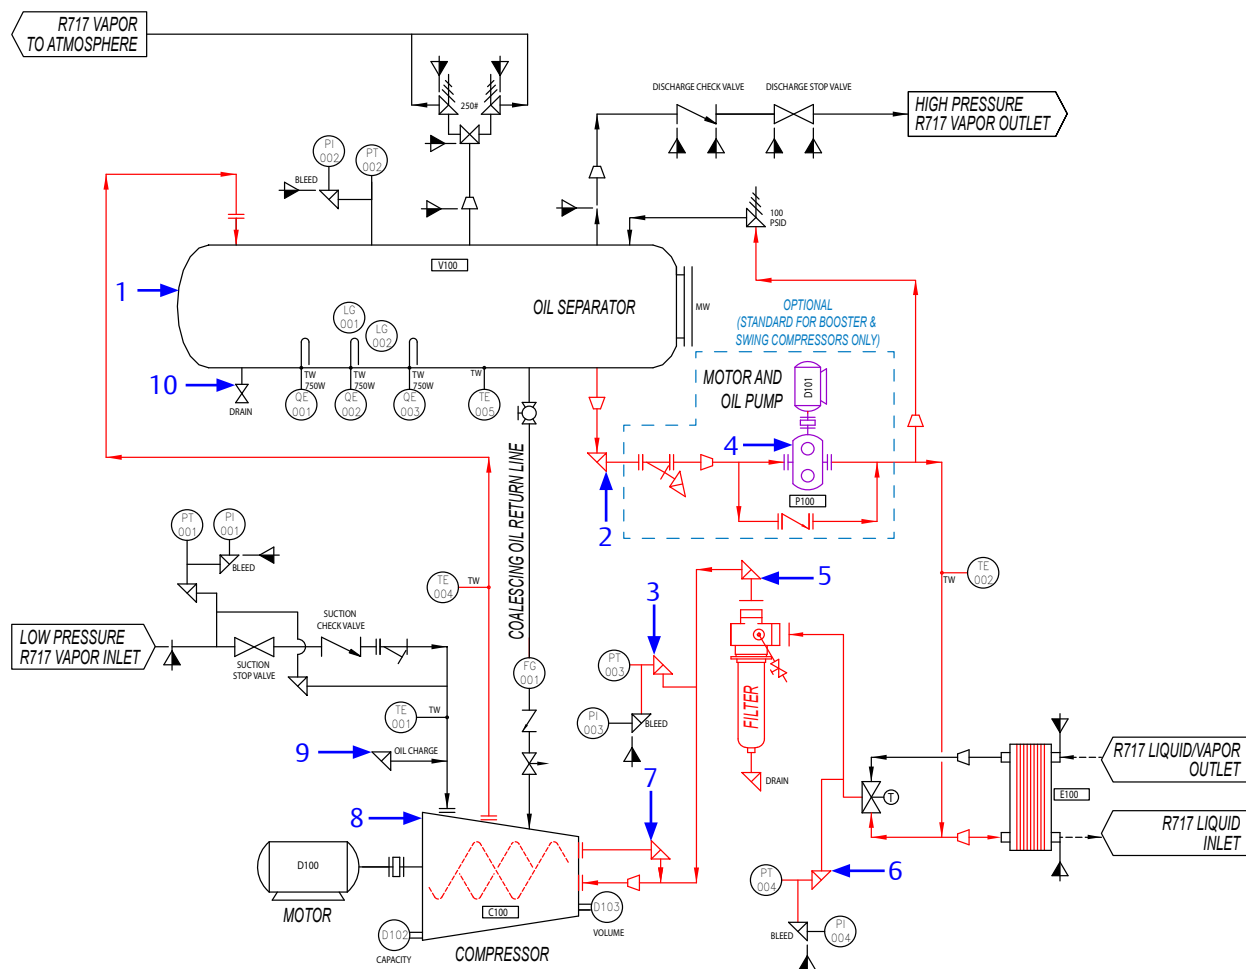 R717 VAPOR
TO ATMOSPHERE
250#
DISCHARGE CHECK VALVE
DISCHARGE STOP VALVE
HIGH PRESSURE
R717 VAPOR OUTLET
PI
002
PT
002
BLEED
100
PSID
V100
1
OIL SEPARATOR
MW
LG
001
LG
002
OPTIONAL
(STANDARD FOR BOOSTER &
SWING COMPRESSORS ONLY)
MOTOR AND
OIL PUMP
D101
10
DRAIN
TW
750W
TW
750W
TW
750W
TW
QE
001
QE
002
QE
003
TE
005
4
P100
2
COALESCING OIL RETURN LINE
PT
001
PI
001
BLEED
TE
004
TW
TE
002
TW
5
3
LOW PRESSURE
R717 VAPOR INLET
SUCTION
CHECK VALVE
SUCTION
STOP VALVE
FG
001
PT
003
PI
003
BLEED
FILTER
DRAIN
TE
001
TW
9
OIL CHARGE
7
T
R717 LIQUID/VAPOR
OUTLET
E100
R717 LIQUID
INLET
8
D100
MOTOR
C100
D103
VOLUME
D102
CAPACITY
COMPRESSOR
6
PT
004
BLEED
PI
004